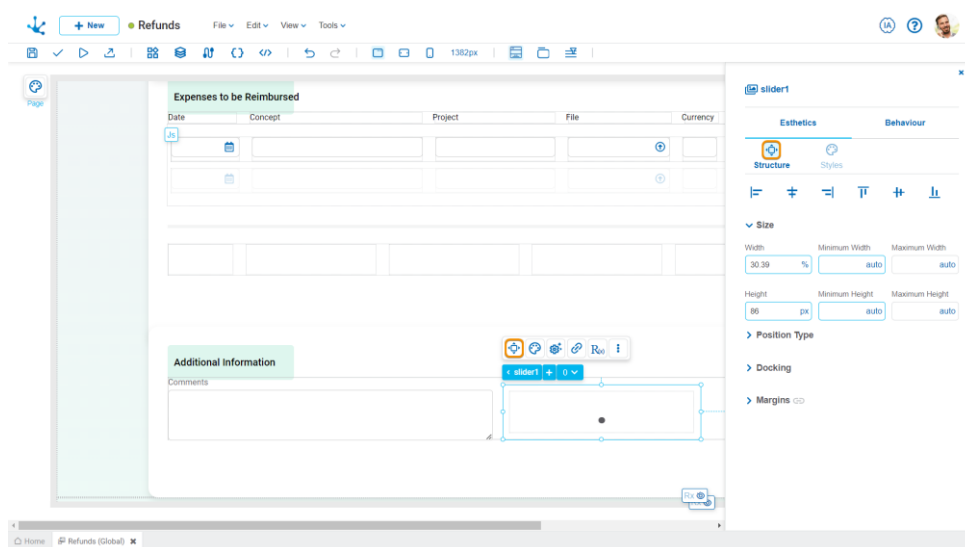 + New
Refunds
File
Edit
View
Tools
IA
?
1382px
Page
Expenses to be Reimbursed
Date
Concept
Project
File
Currency
Js
Additional Information
Comments
< slider1
+
0
Rx
slider1
Esthetics
Behaviour
Structure
Styles
Size
Width
Minimum Width
Maximum Width
30.39 %
auto
auto
Height
Minimum Height
Maximum Height
86 px
auto
auto
Position Type
Docking
Margins
Home
Refunds (Global)